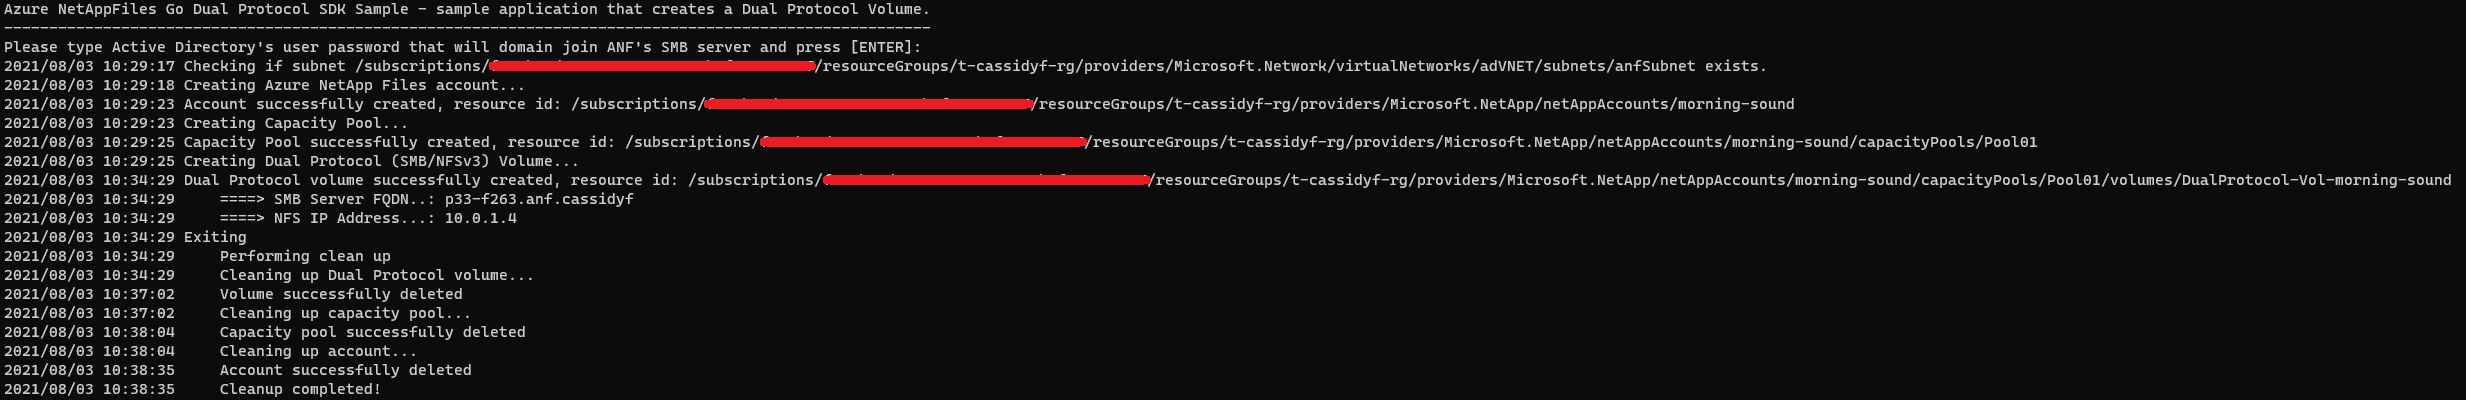 Azure NetAppFiles Go Dual Protocol SDK Sample - sample application that creates a Dual Protocol Volume.
-------------------------------------------------------------------------------------------------------
Please type Active Directory's user password that will domain join ANF's SMB server and press [ENTER]:
2021/08/03 10:29:17 Checking if subnet /subscriptions/ /resourceGroups/t-cassidyf-rg/providers/Microsoft.Network/virtualNetworks/adVNET/subnets/anfSubnet exists.
2021/08/03 10:29:18 Creating Azure NetApp Files account...
2021/08/03 10:29:23 Account successfully created, resource id: /subscriptions/ /resourceGroups/t-cassidyf-rg/providers/Microsoft.NetApp/netAppAccounts/morning-sound
2021/08/03 10:29:23 Creating Capacity Pool...
2021/08/03 10:29:25 Capacity Pool successfully created, resource id: /subscriptions/ /resourceGroups/t-cassidyf-rg/providers/Microsoft.NetApp/netAppAccounts/morning-sound/capacityPools/Pool01
2021/08/03 10:29:25 Creating Dual Protocol (SMB/NFSv3) Volume...
2021/08/03 10:34:29 Dual Protocol volume successfully created, resource id: /subscriptions/ /resourceGroups/t-cassidyf-rg/providers/Microsoft.NetApp/netAppAccounts/morning-sound/capacityPools/Pool01/volumes/DualProtocol-Vol-morning-sound
2021/08/03 10:34:29     ====> SMB Server FQDN..: p33-f263.anf.cassidyf
2021/08/03 10:34:29     ====> NFS IP Address...: 10.0.1.4
2021/08/03 10:34:29 Exiting
2021/08/03 10:34:29     Performing clean up
2021/08/03 10:34:29     Cleaning up Dual Protocol volume...
2021/08/03 10:37:02     Volume successfully deleted
2021/08/03 10:37:02     Cleaning up capacity pool...
2021/08/03 10:38:04     Capacity pool successfully deleted
2021/08/03 10:38:04     Cleaning up account...
2021/08/03 10:38:35     Account successfully deleted
2021/08/03 10:38:35     Cleanup completed!